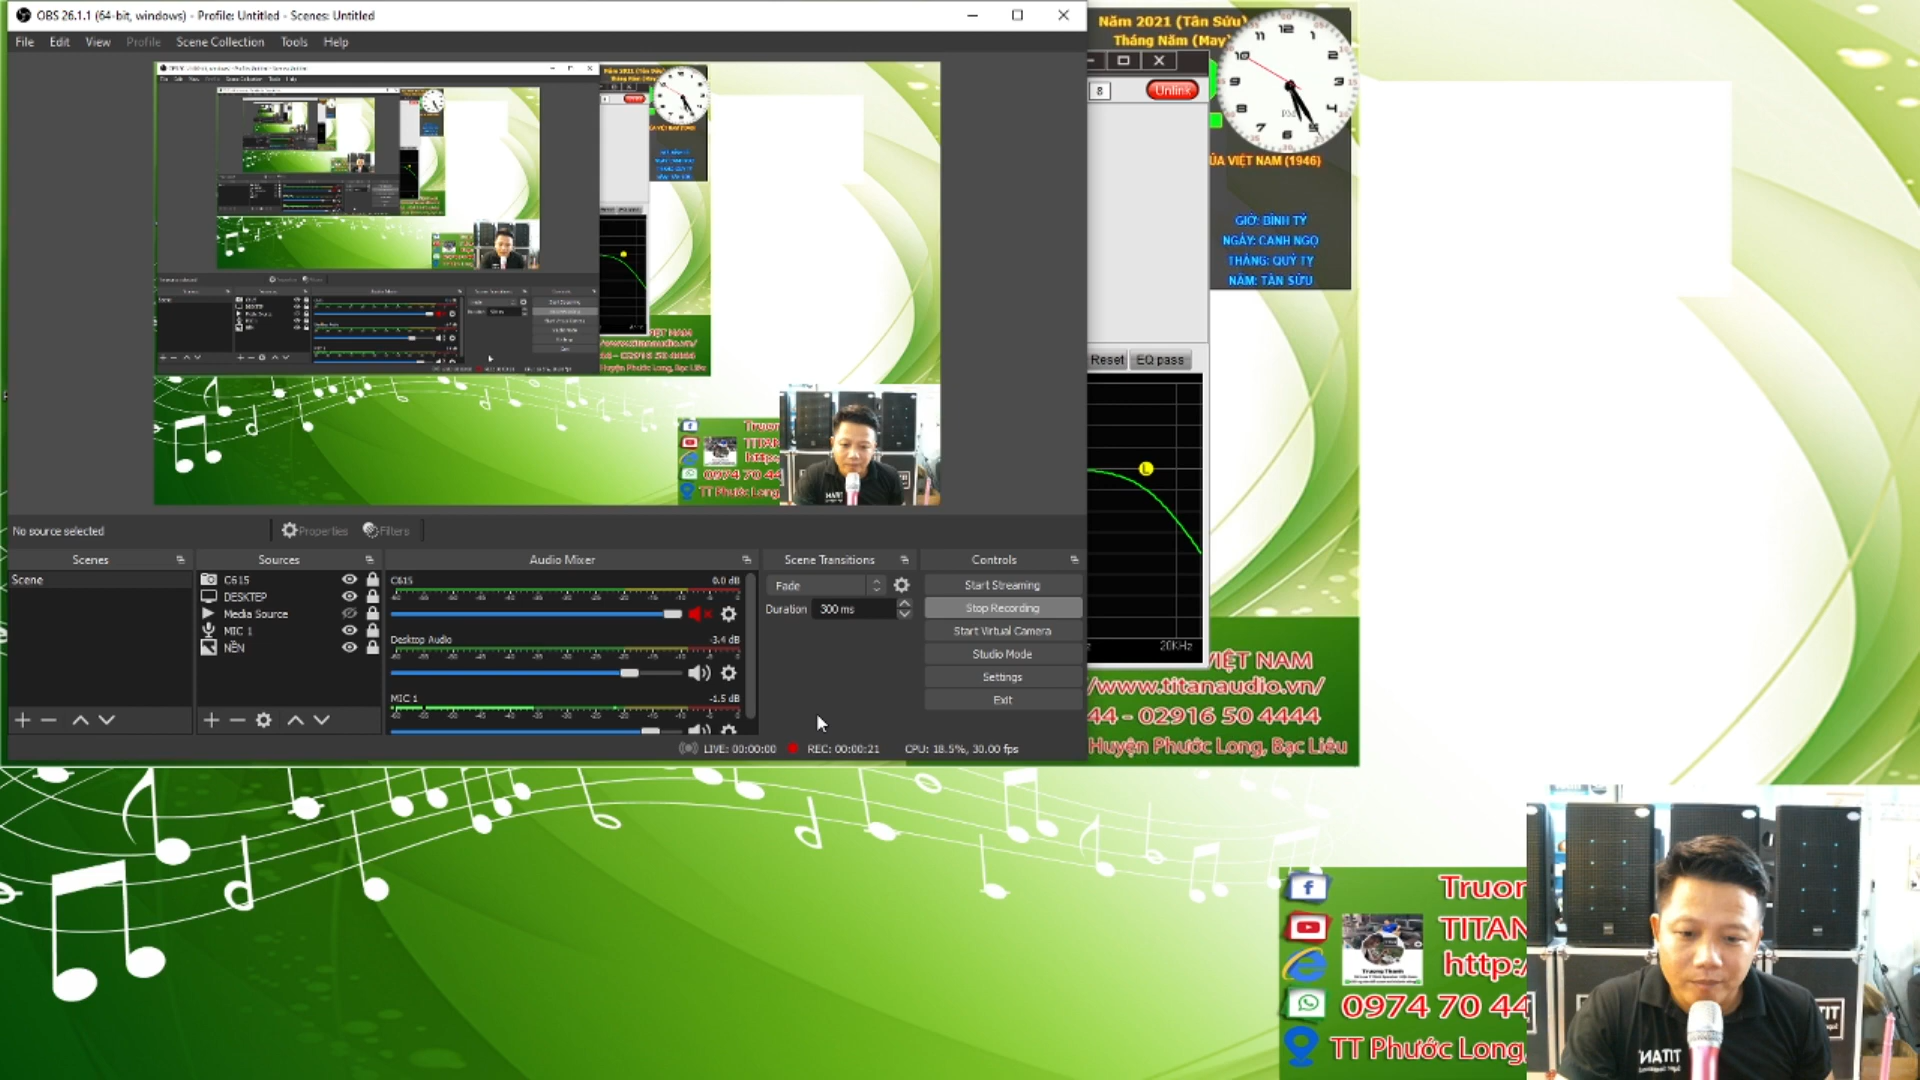 OBS 26.1.1 (64-bit, windows) - Profile: Untitled - Scenes: Untitled
File Edit View Profile Scene Collection Tools Help
No source selected
Properties
Filters
Scenes
Scene
Sources
C615
DESKTEP
Media Source
MIC 1
NỀN
Audio Mixer
C615 0.0 dB
Desktop Audio -3.4 dB
MIC 1 -1.5 dB
Scene Transitions
Fade
Duration 300 ms
Controls
Start Streaming
Stop Recording
Start Virtual Camera
Studio Mode
Settings
Exit
LIVE: 00:00:00 REC: 00:00:21 CPU: 18.5%, 30.00 fps
Năm 2021 (Tân Sửu)
Tháng Năm (May)
8 Unlink
ỦA VIỆT NAM (1946)
GIỜ: BÍNH TÝ
NGÀY: CANH NGỌ
THÁNG: QUÝ TỴ
NĂM: TÂN SỬU
Reset EQ pass
L
20KHz
VIỆT NAM
/www.titanaudio.vn/
44 - 02916 50 4444
Huyện Phước Long, Bạc Liêu
Truon
TITAN
http:/
0974 70 44
TT Phước Long,
Trương Thanh